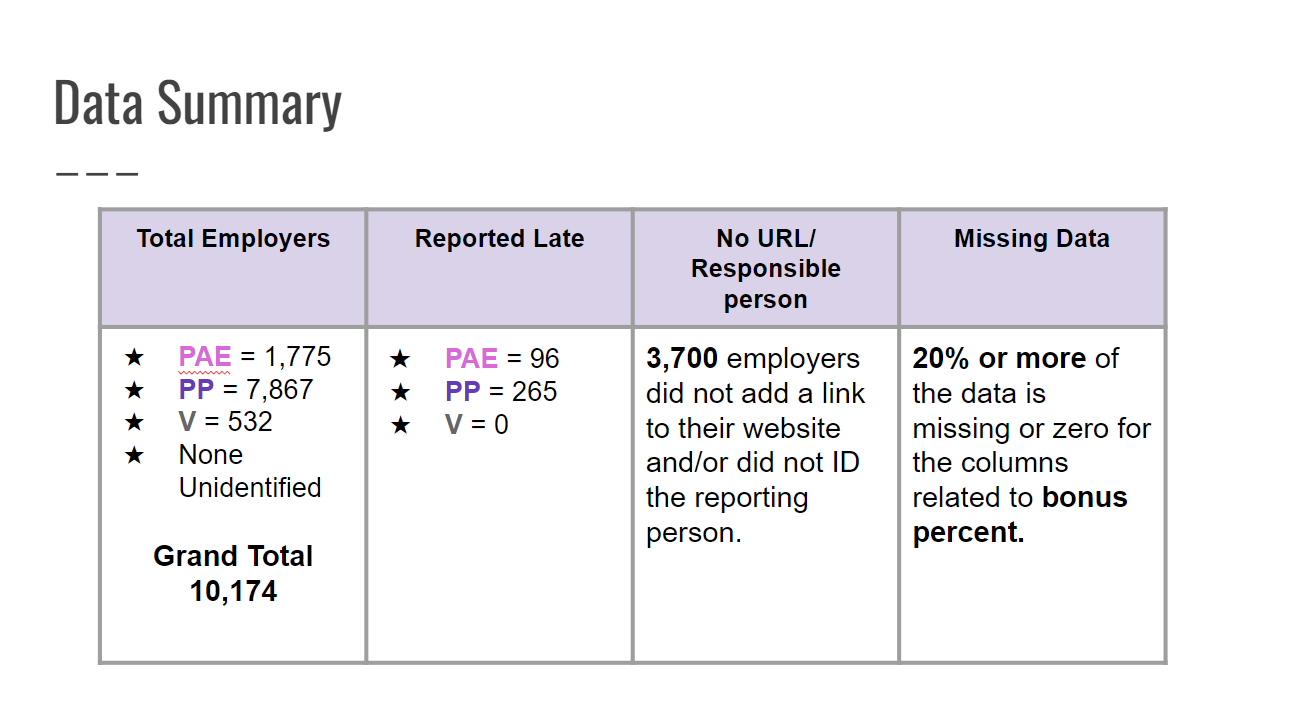 Data Summary
Total Employers
Reported Late
No URL/
Responsible
person
Missing Data
★ PAE = 1,775
★ PP = 7,867
★ V = 532
★ None
Unidentified
Grand Total
10,174
★ PAE = 96
★ PP = 265
★ V = 0
3,700 employers
did not add a link
to their website
and/or did not ID
the reporting
person.
20% or more of
the data is
missing or zero for
the columns
related to bonus
percent.